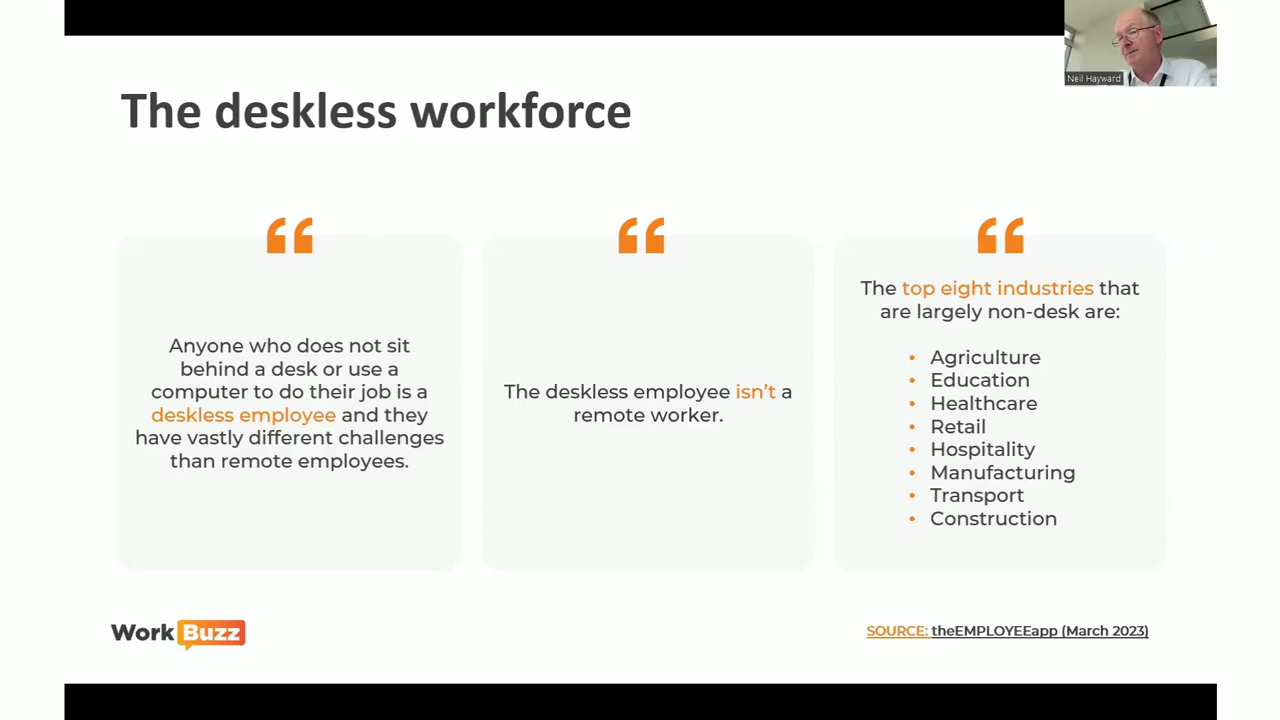 Neil Hayward
The deskless workforce
Anyone who does not sit
behind a desk or use a
computer to do their job is a
deskless employee and they
have vastly different challenges
than remote employees.
The deskless employee isn't a
remote worker.
The top eight industries that
are largely non-desk are:
• Agriculture
• Education
• Healthcare
• Retail
• Hospitality
• Manufacturing
• Transport
• Construction
WorkBuzz
SOURCE: theEMPLOYEEapp (March 2023)